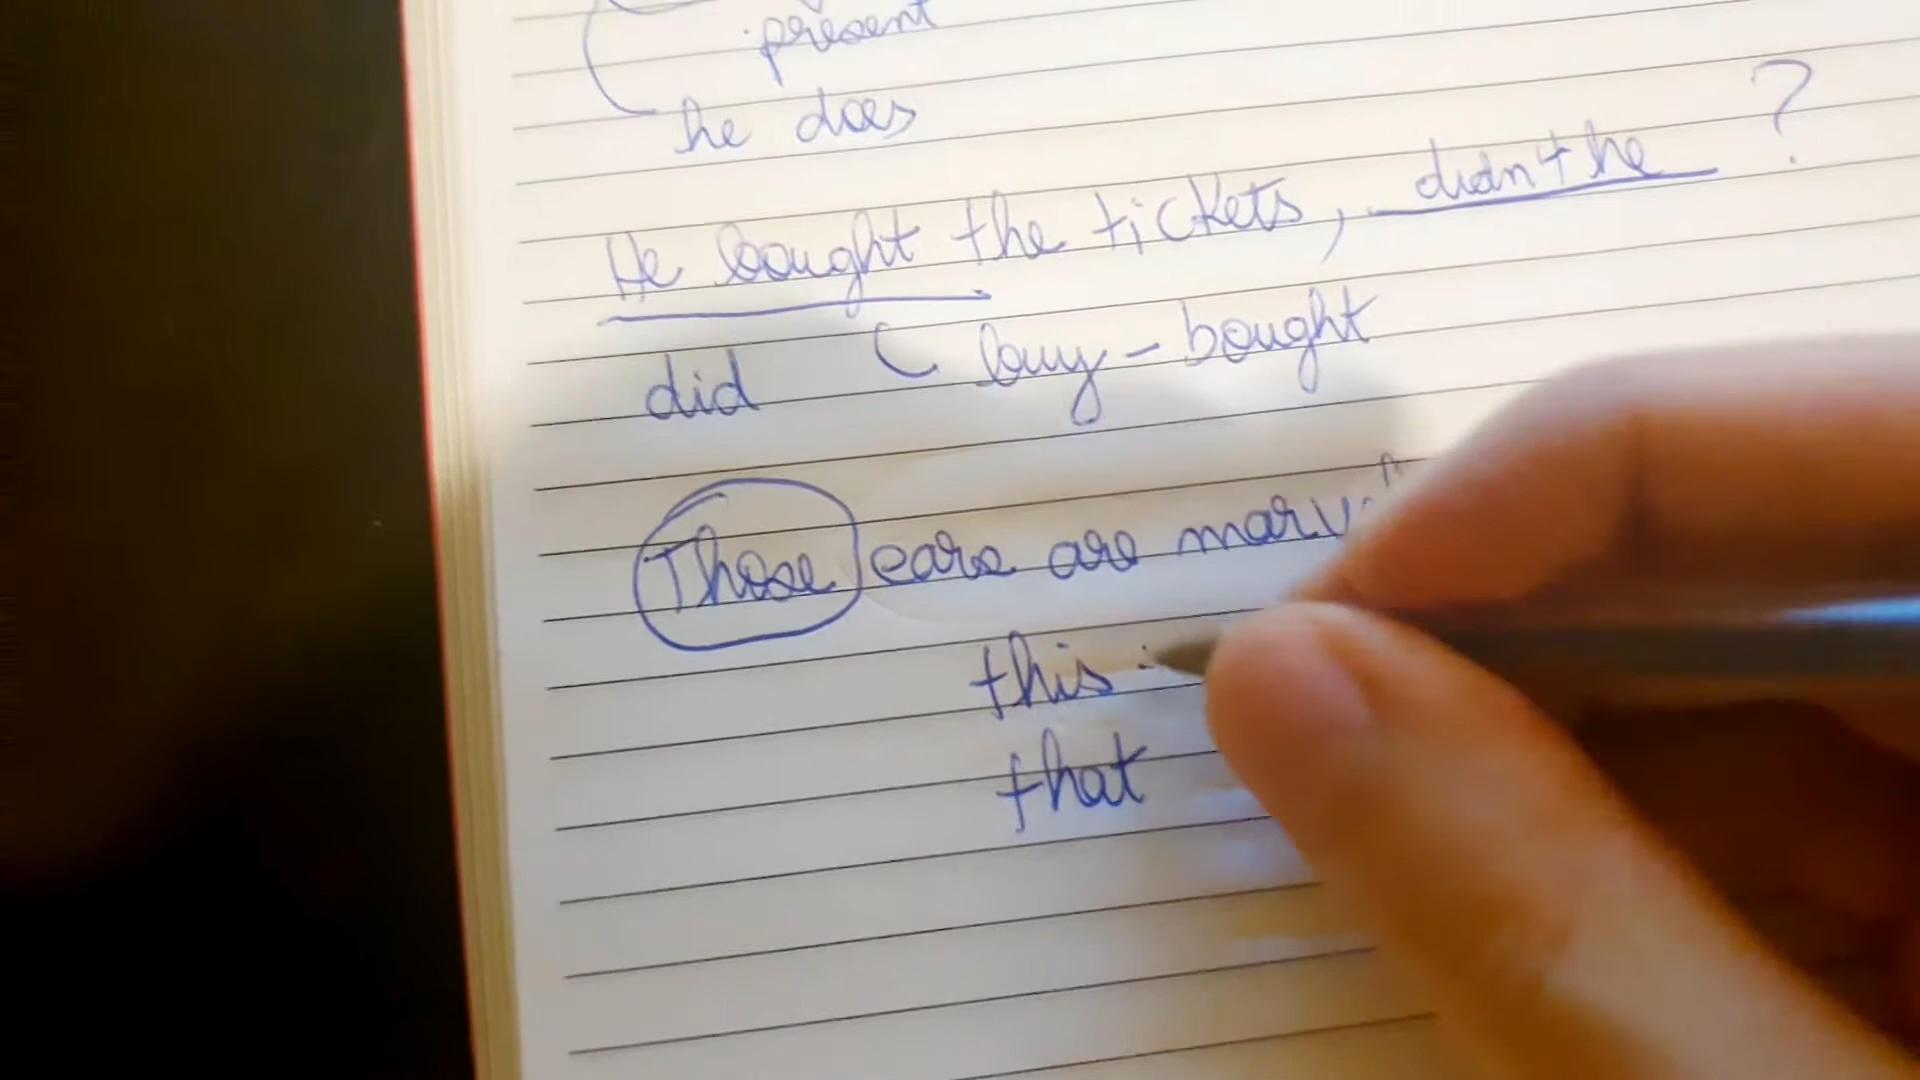 present
he does
He bought the tickets, didn't he ?
did buy - bought
Those cars are
this
that